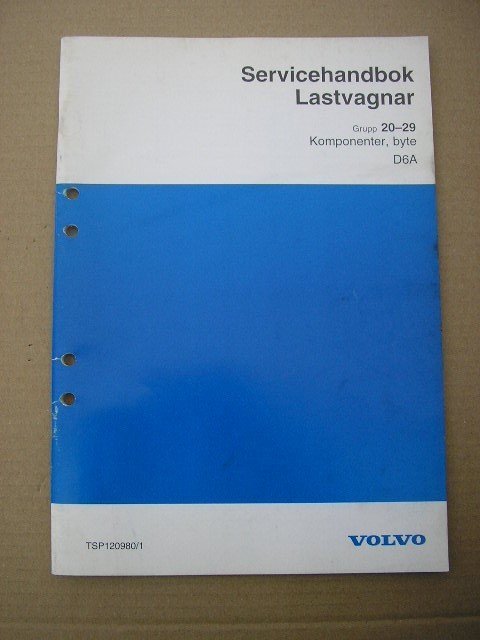 Servicehandbok
Lastvagnar
Grupp 20–29
Komponenter, byte
D6A
TSP120980/1
VOLVO